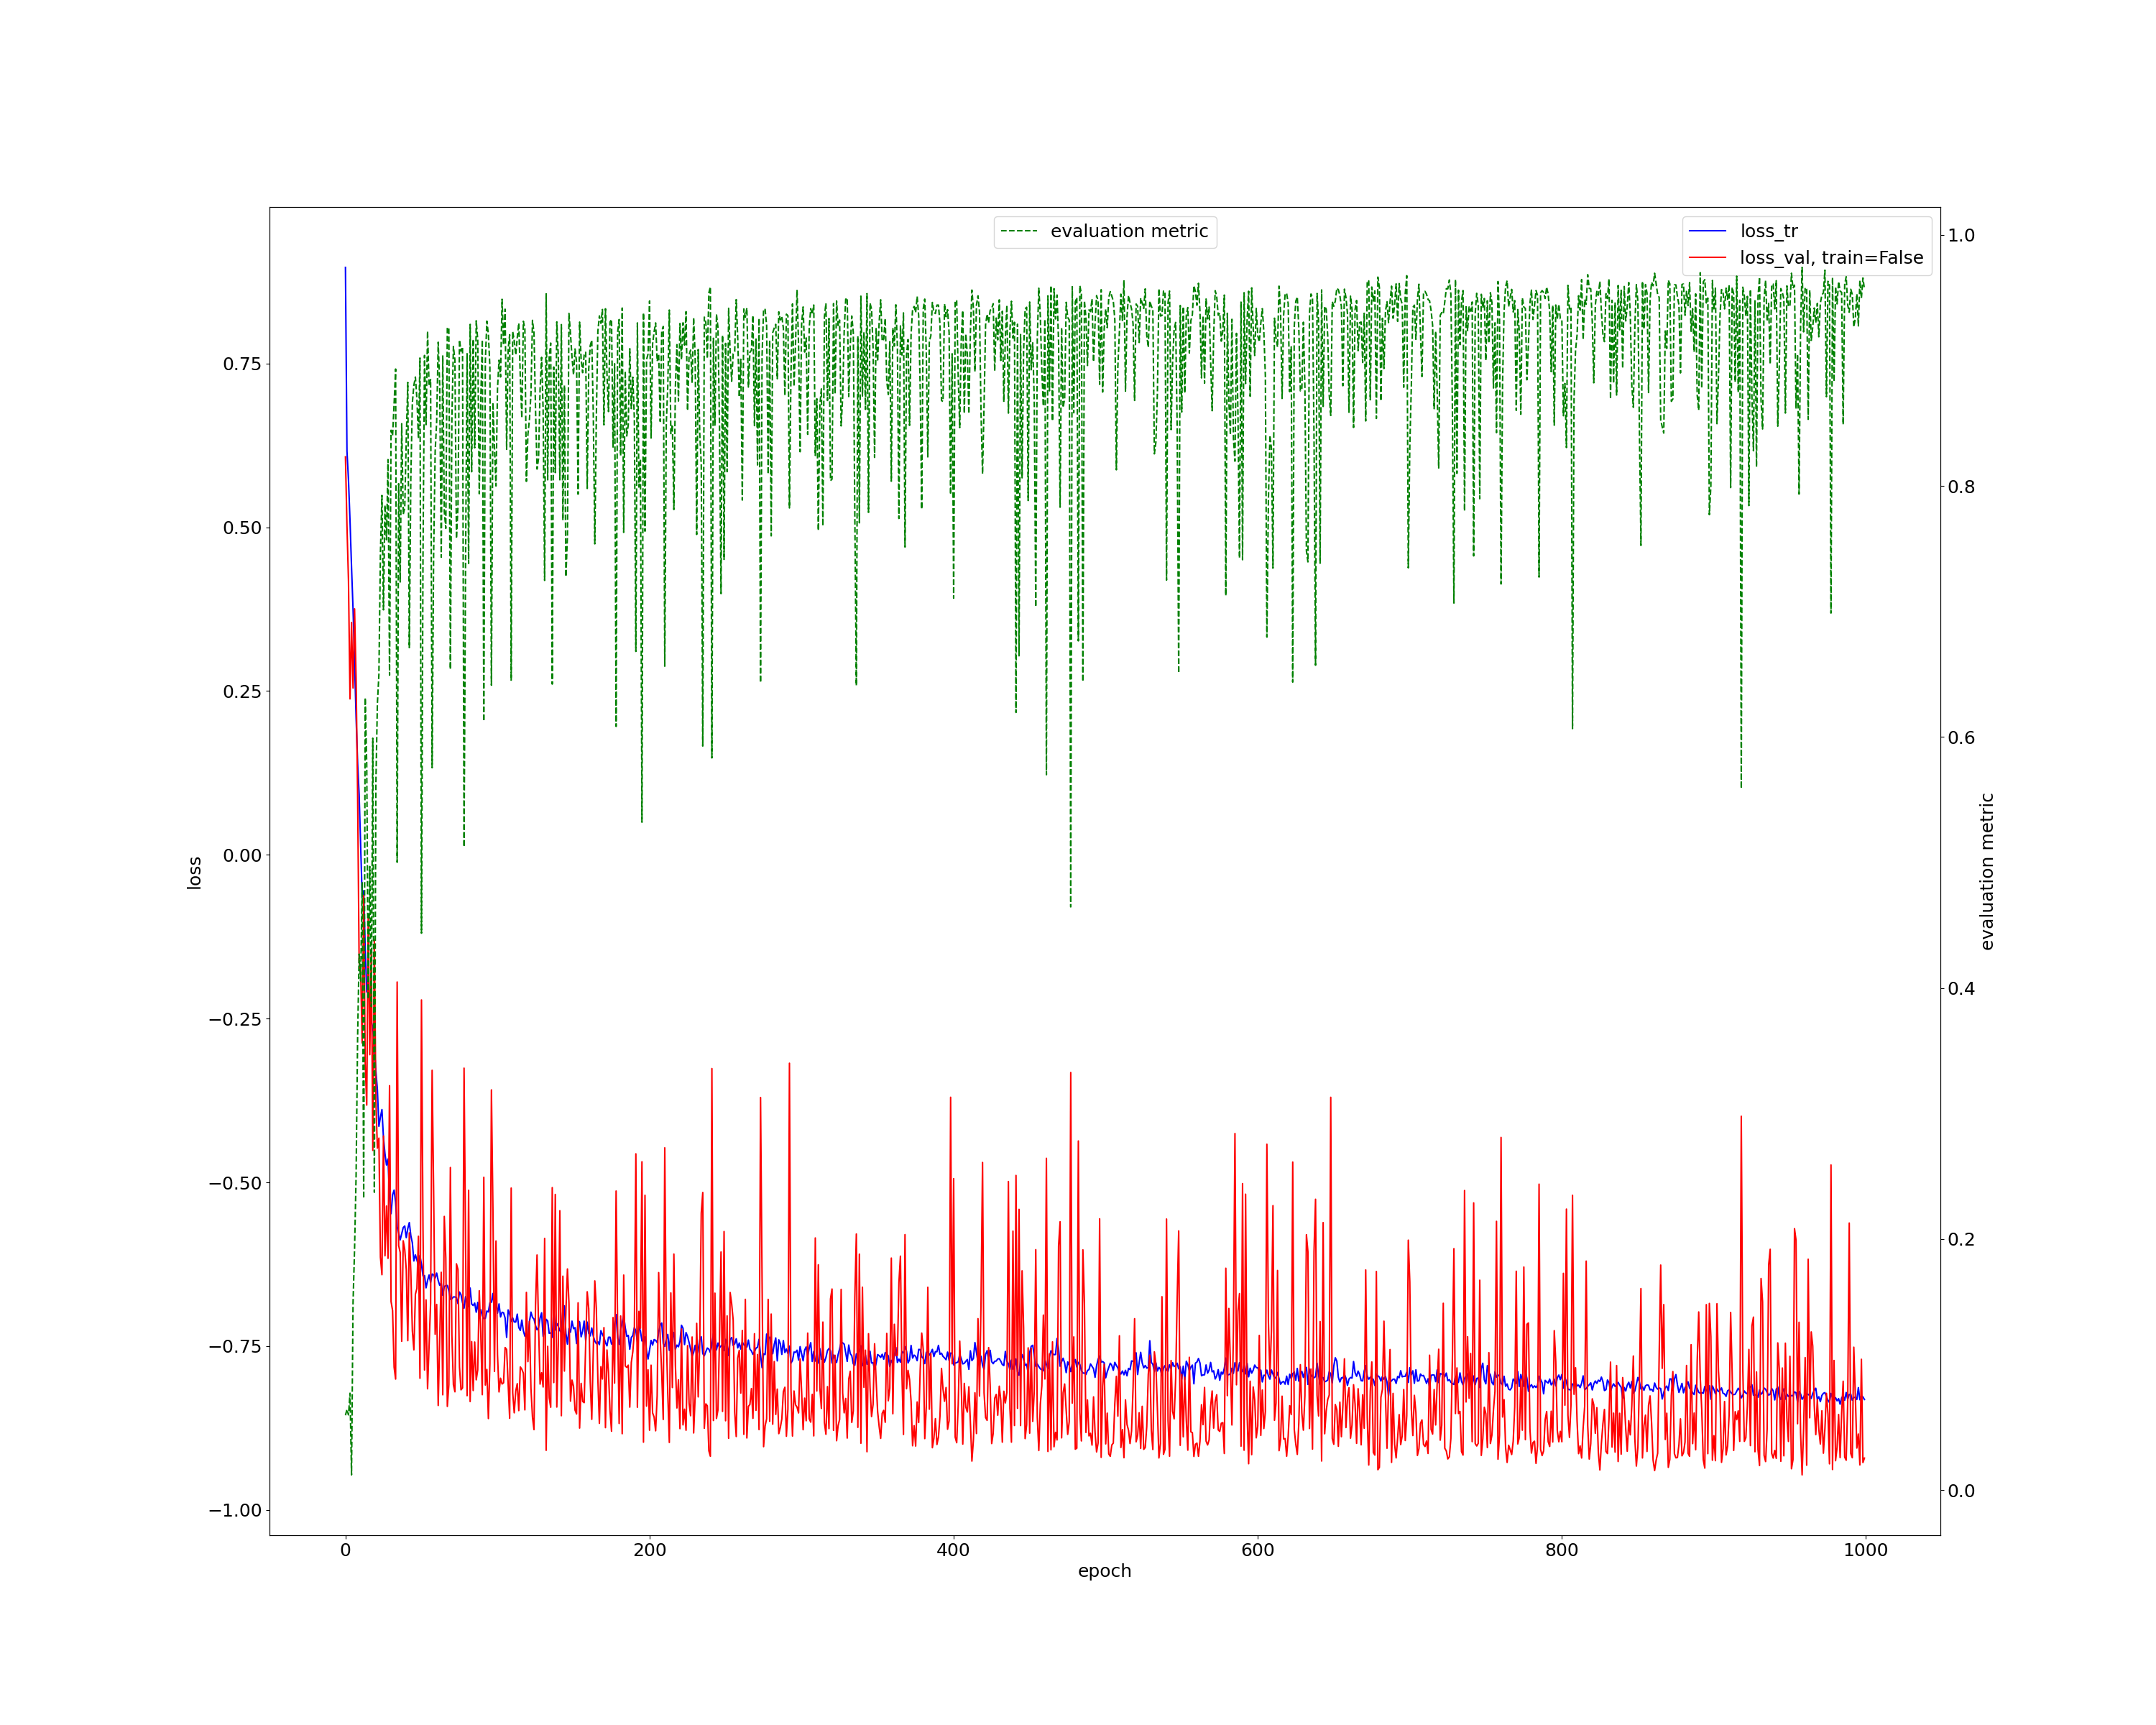 evaluation metric
loss_tr
loss_val, train=False
1.0
0.75
0.8
0.50
0.25
0.6
0.00
loss
evaluation metric
0.4
−0.25
−0.50
0.2
−0.75
0.0
−1.00
0 200 400 600 800 1000
epoch